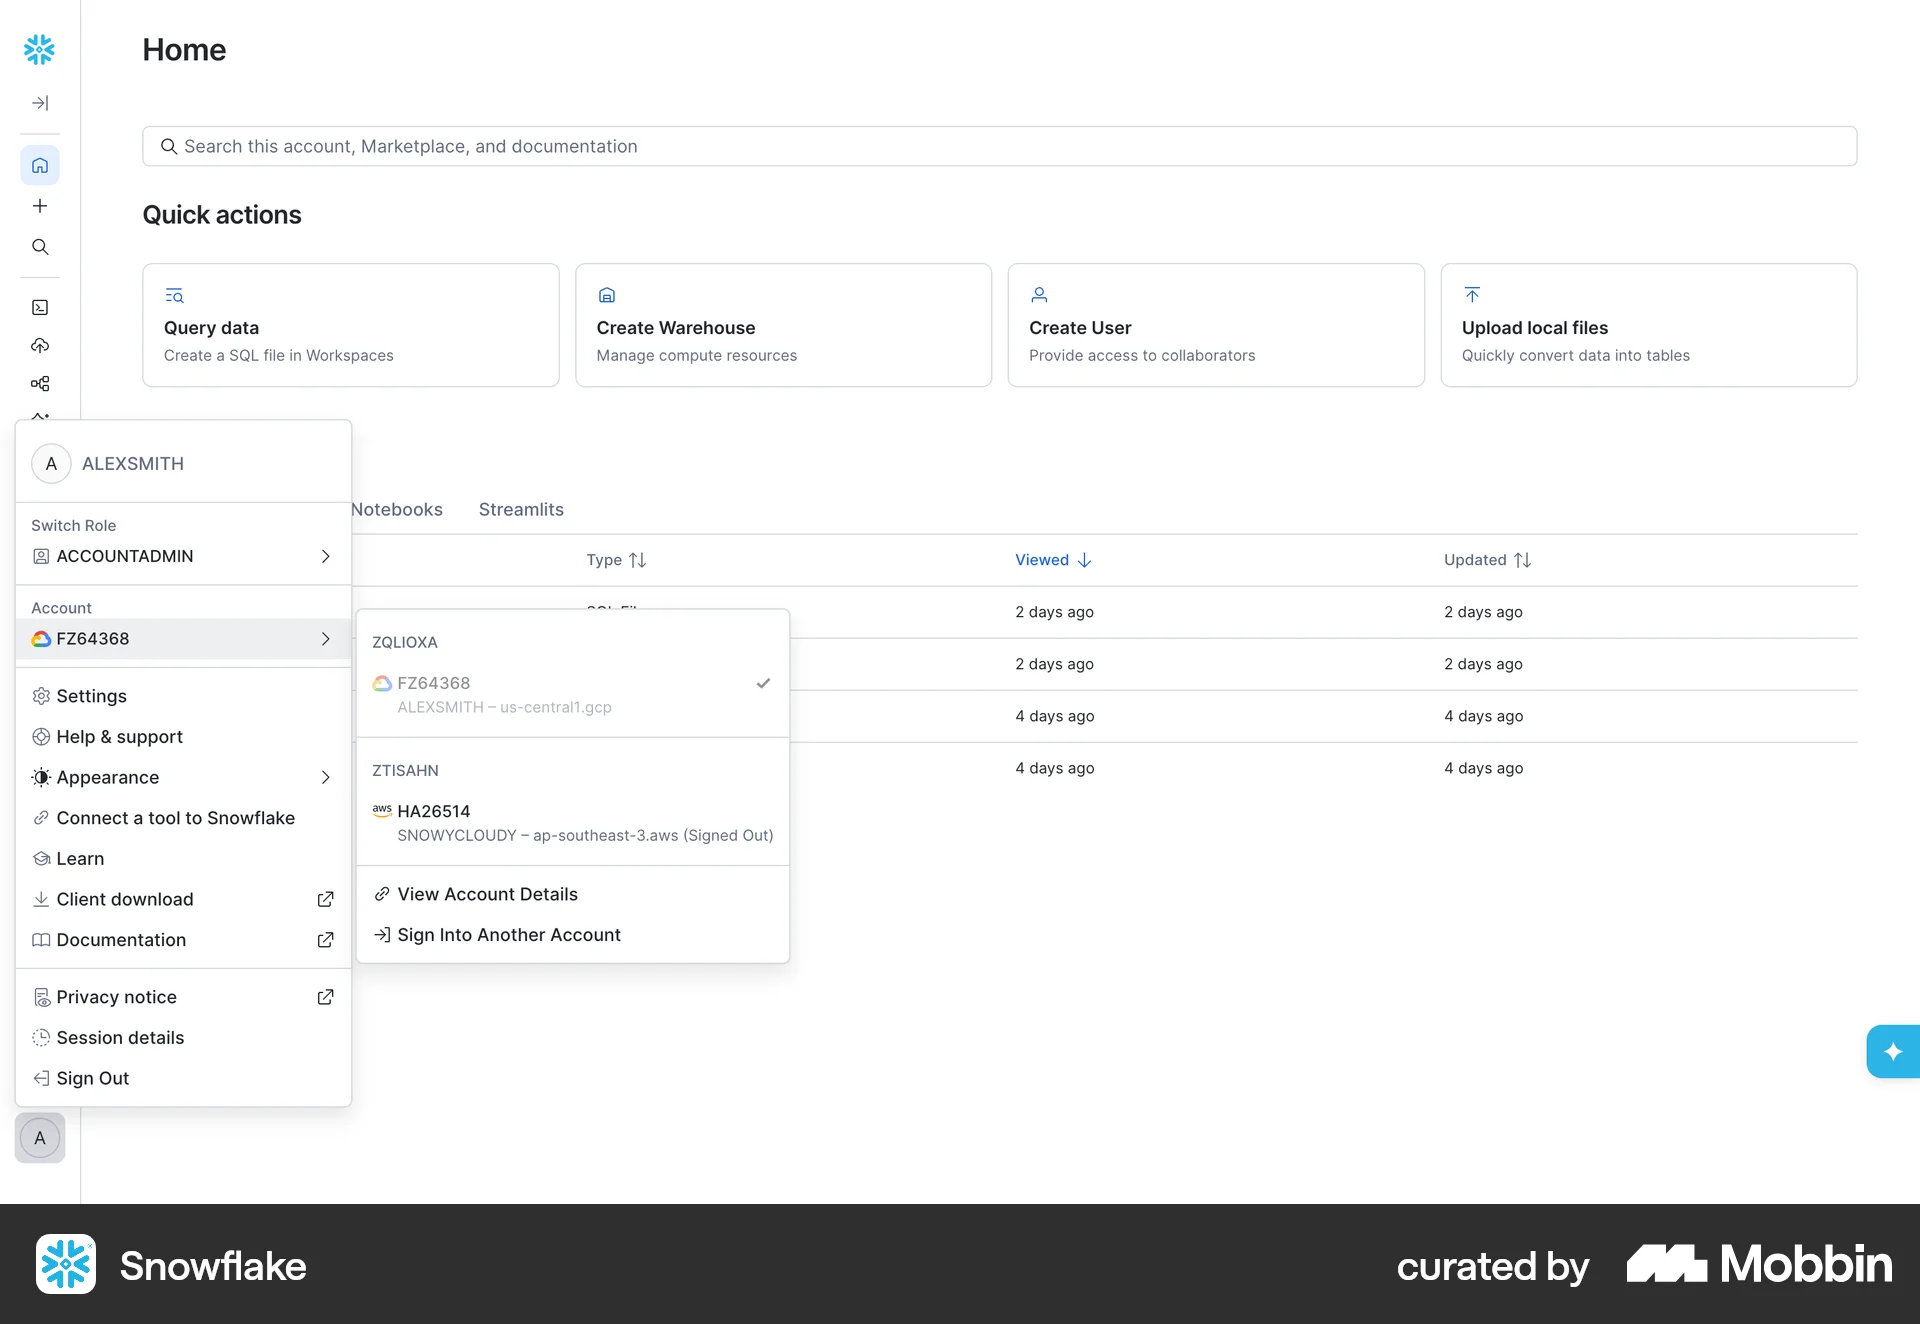 Home
Search this account, Marketplace, and documentation
Quick actions
Query data
Create a SQL file in Workspaces
Create Warehouse
Manage compute resources
Create User
Provide access to collaborators
Upload local files
Quickly convert data into tables
A ALEXSMITH
Switch Role
ACCOUNTADMIN
Account
FZ64368
Settings
Help & support
Appearance
Connect a tool to Snowflake
Learn
Client download
Documentation
Privacy notice
Session details
Sign Out
A
Notebooks Streamlits
Type Viewed Updated
2 days ago 2 days ago
2 days ago 2 days ago
4 days ago 4 days ago
4 days ago 4 days ago
ZQLIOXA
FZ64368
ALEXSMITH – us-central1.gcp
ZTISAHN
aws HA26514
SNOWYCLOUDY – ap-southeast-3.aws (Signed Out)
View Account Details
Sign Into Another Account
Snowflake
curated by Mobbin